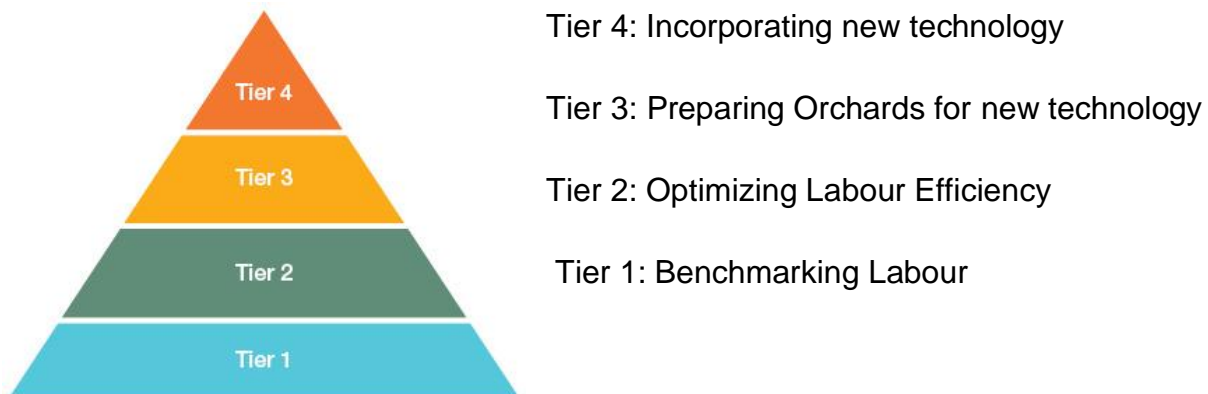 Tier 4
Tier 3
Tier 2
Tier 1
Tier 4: Incorporating new technology
Tier 3: Preparing Orchards for new technology
Tier 2: Optimizing Labour Efficiency
Tier 1: Benchmarking Labour